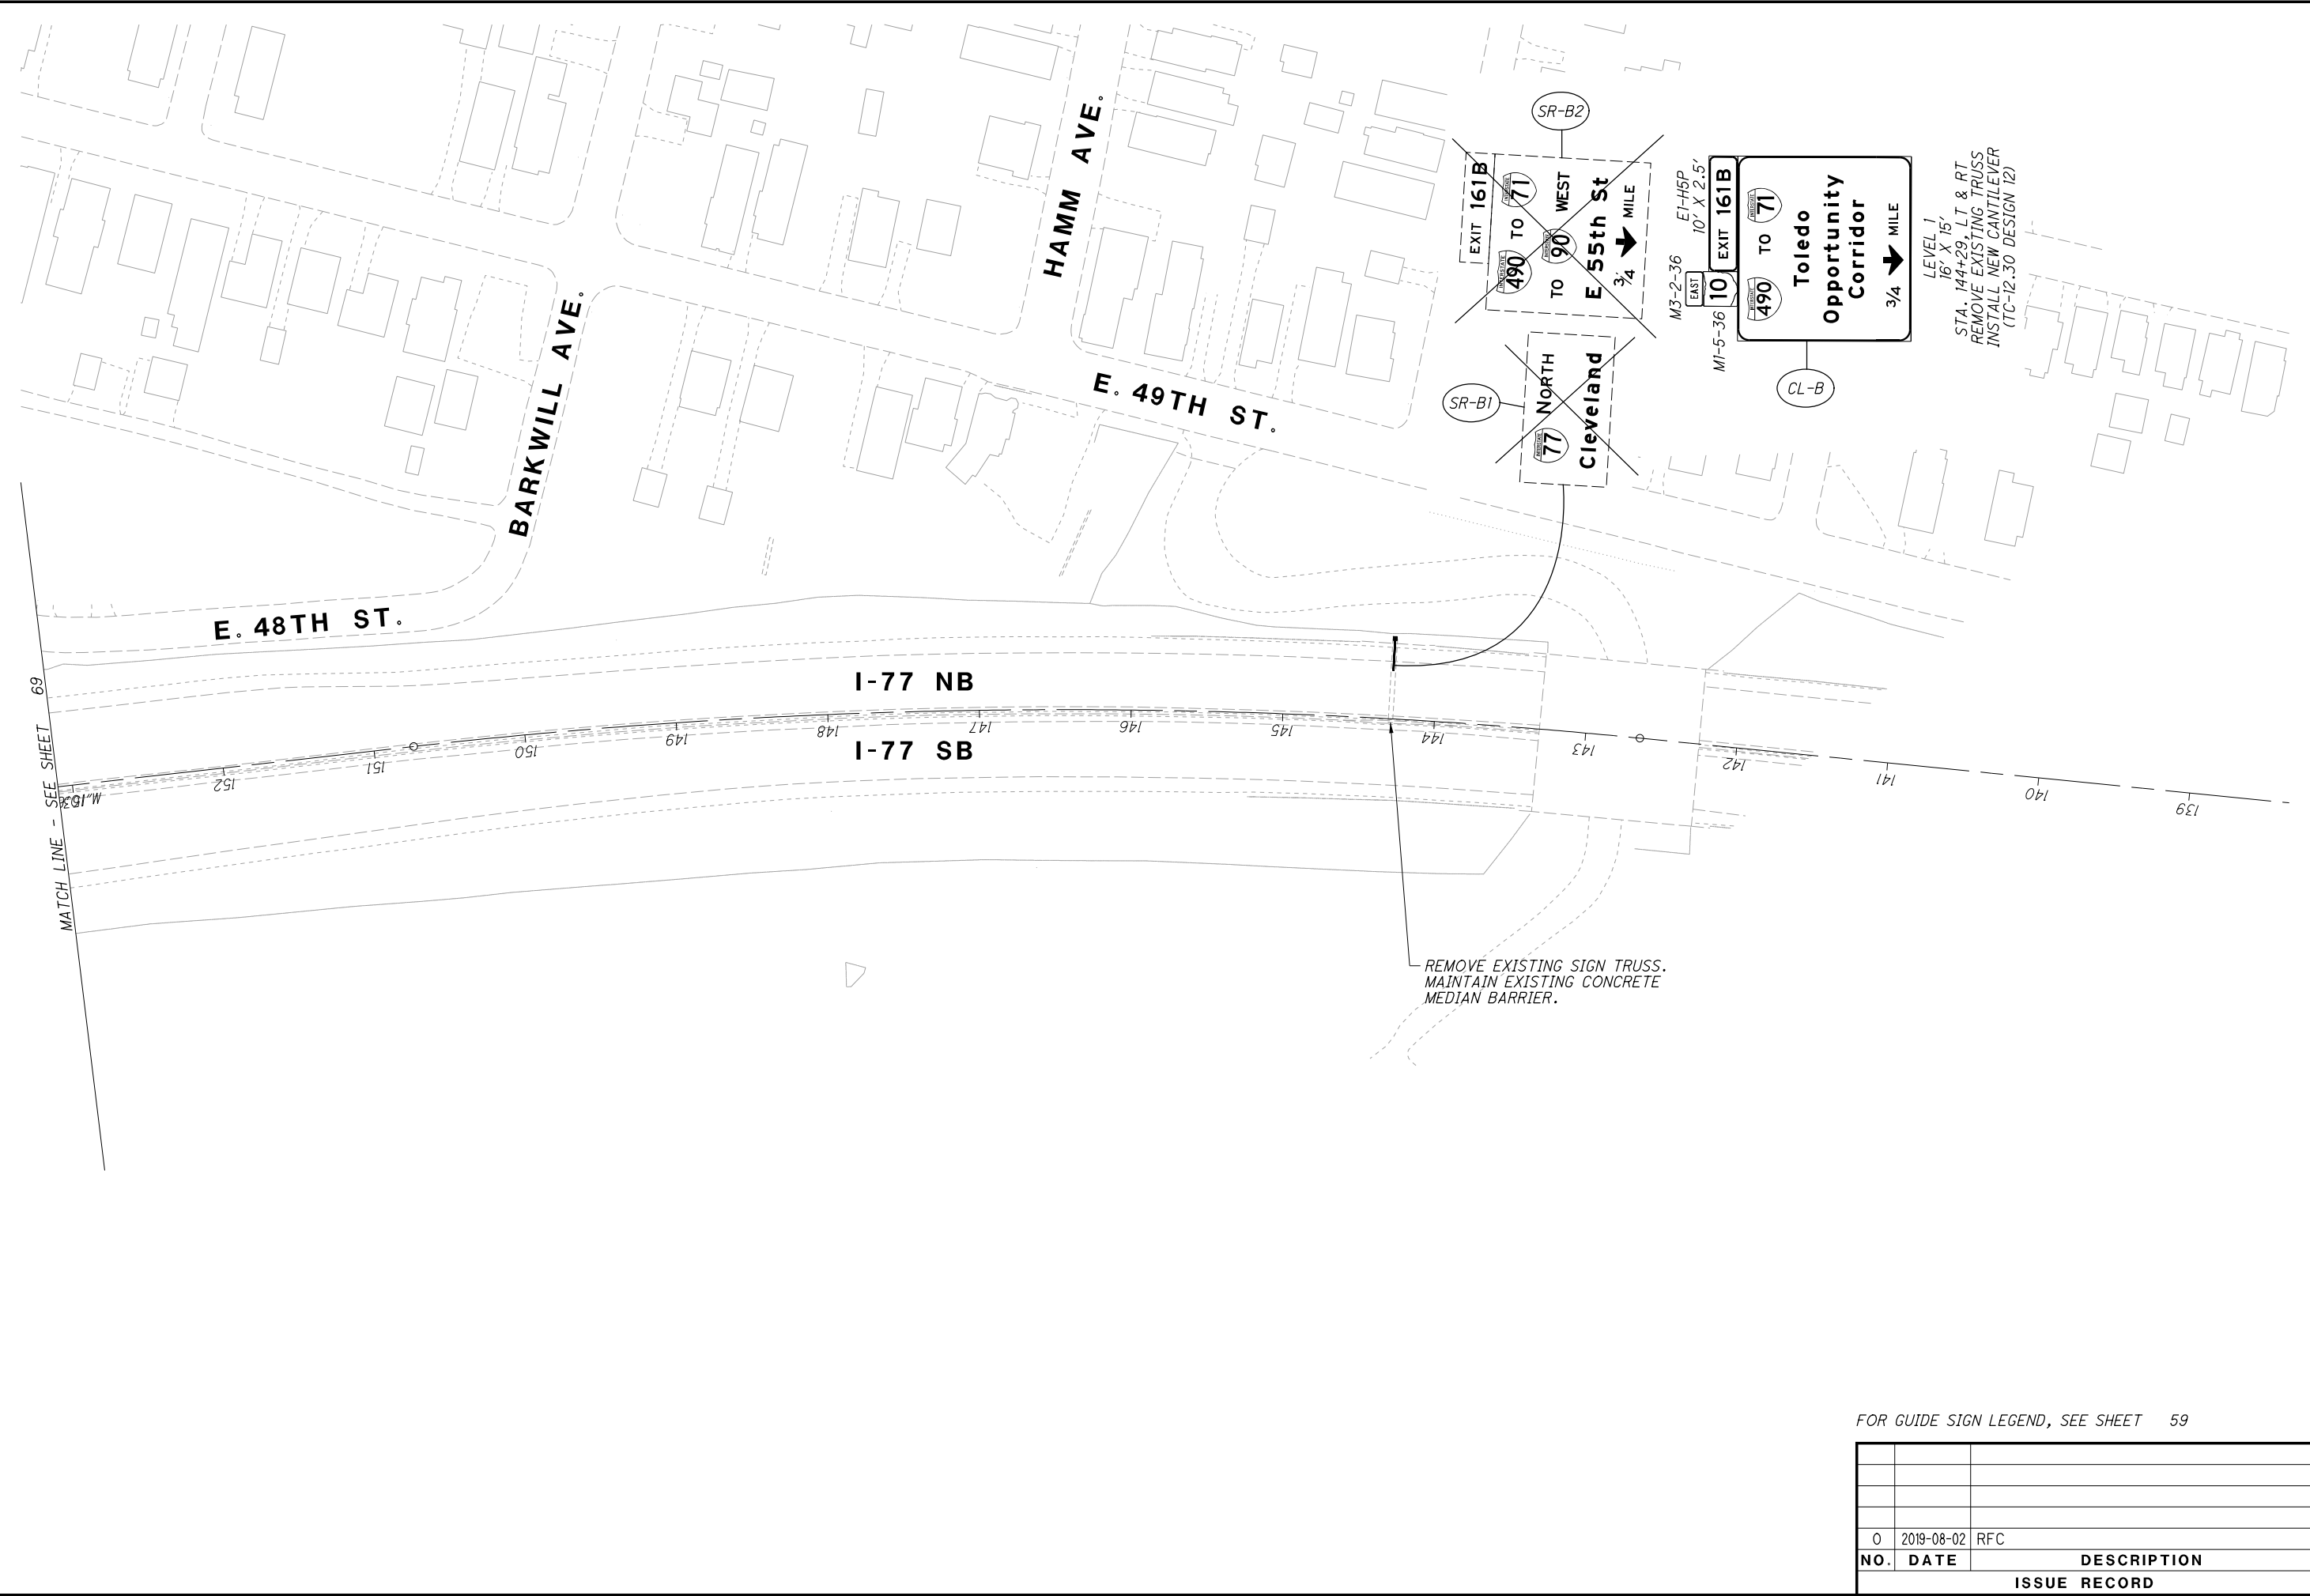 SR-B2
EXIT 161B
INTERSTATE
490
TO
INTERSTATE
71
TO
INTERSTATE
90
WEST
E 55th St
3/4
MILE
SR-B1
INTERSTATE
77
NORTH
Cleveland
M3-2-36
M1-5-36
E1-H5P
10' X 2.5'
EAST
10
EXIT 161B
INTERSTATE
490
TO
INTERSTATE
71
Toledo
Opportunity
Corridor
3/4
MILE
CL-B
LEVEL 1
16' X 15'
STA. 144+29, LT & RT
REMOVE EXISTING TRUSS
INSTALL NEW CANTILEVER
(TC-12.30 DESIGN 12)
HAMM AVE.
BARKWILL AVE.
E. 49TH ST.
E. 48TH ST.
I-77 NB
I-77 SB
MATCH LINE - SEE SHEET 69
152
151
150
149
148
147
146
145
144
143
142
141
140
139
REMOVE EXISTING SIGN TRUSS.
MAINTAIN EXISTING CONCRETE
MEDIAN BARRIER.
FOR GUIDE SIGN LEGEND, SEE SHEET 59
0 2019-08-02 RFC
NO. DATE DESCRIPTION
ISSUE RECORD